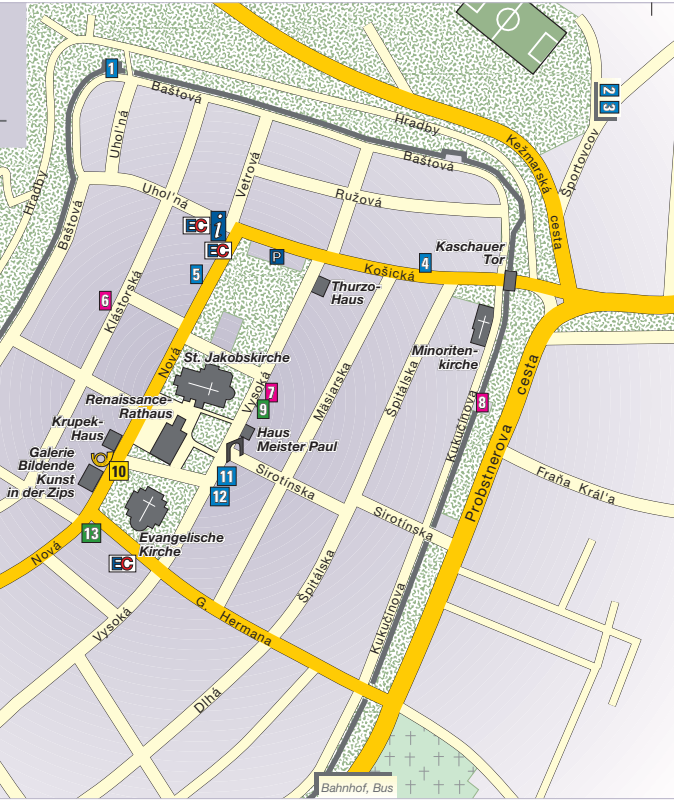 1
2
3
Baštová
Hradby
Kežmarská
cesta
Športovcov
Uhoľná
Baštová
Vetrová
Hradby
Baštová
Uhoľná
Ružová
EC
i
EC
P
Kaschauer
Tor
4
Košická
5
6
Kláštorská
Thurzo-
Haus
Nová
St. Jakobskirche
Minoriten-
kirche
cesta
Renaissance-
Rathaus
Vysoká
7
9
Mäsiarska
Špitálska
8
Kukučínova
Krupek-
Haus
Haus
Meister Paul
Galerie
Bildende
Kunst
in der Zips
10
11
12
Sirotínska
Probstnerova
Fraňa Kráľa
Sirotínska
13
Evangelische
Kirche
EC
Nová
Špitálska
Kukučínova
Vysoká
G. Hermana
Dlhá
Bahnhof, Bus